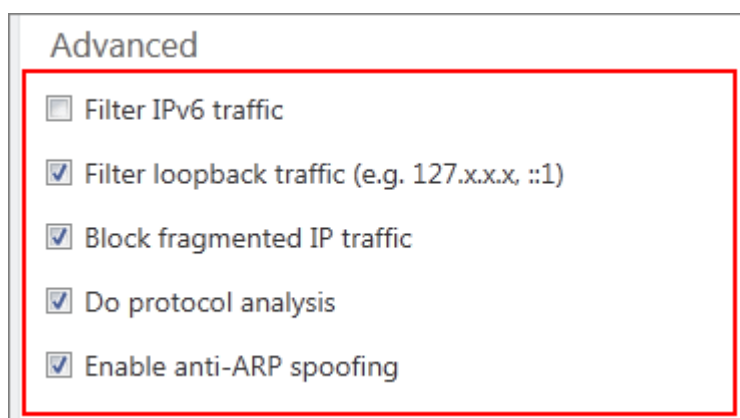 Advanced
Filter IPv6 traffic
Filter loopback traffic (e.g. 127.x.x.x, ::1)
Block fragmented IP traffic
Do protocol analysis
Enable anti-ARP spoofing